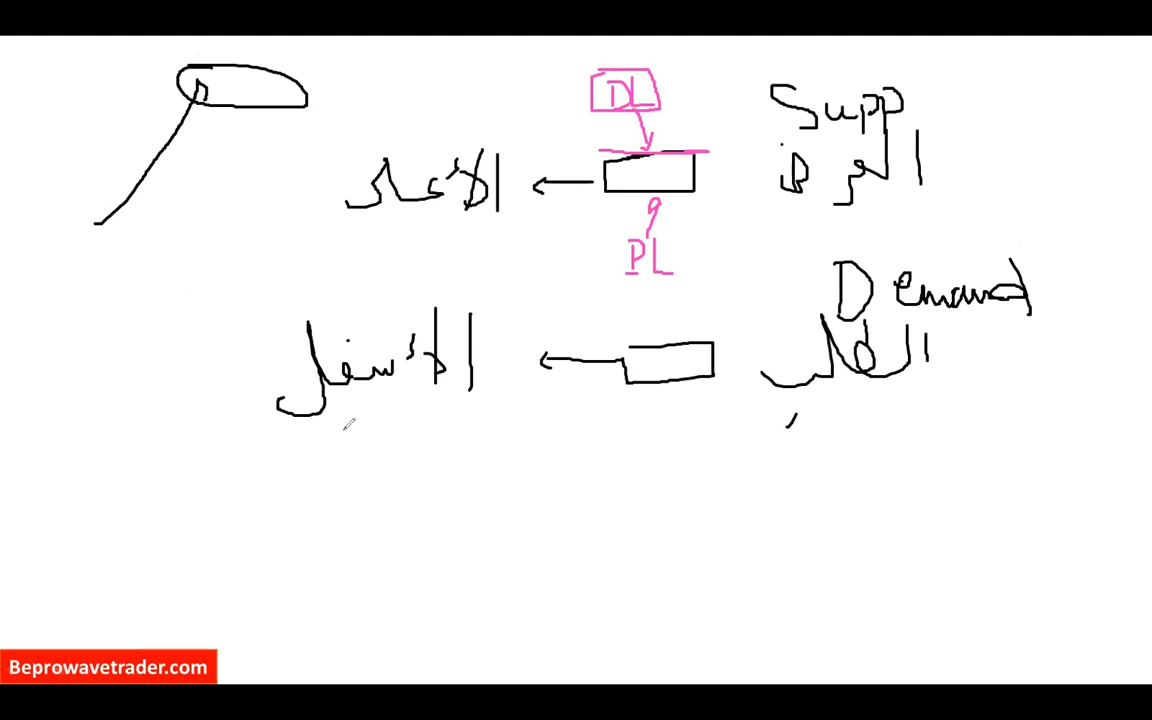 DL
Supp
العرض
الأعلى
PL
Demand
الطلب
الأسفل
Beprowavetrader.com